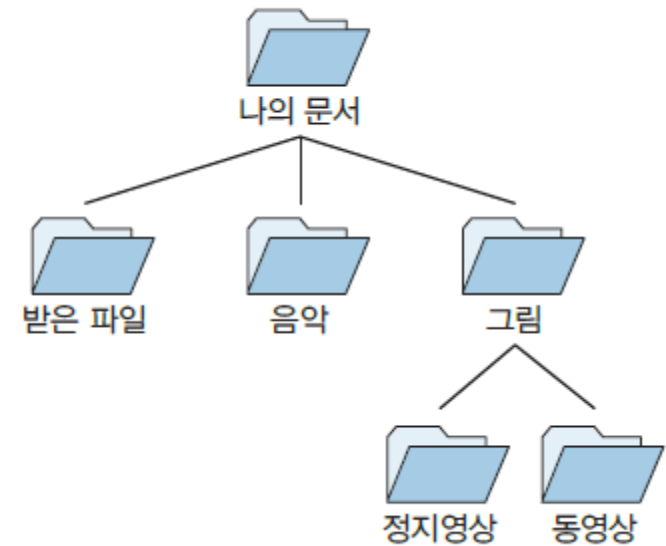 나의 문서
받은 파일
음악
그림
정지영상
동영상